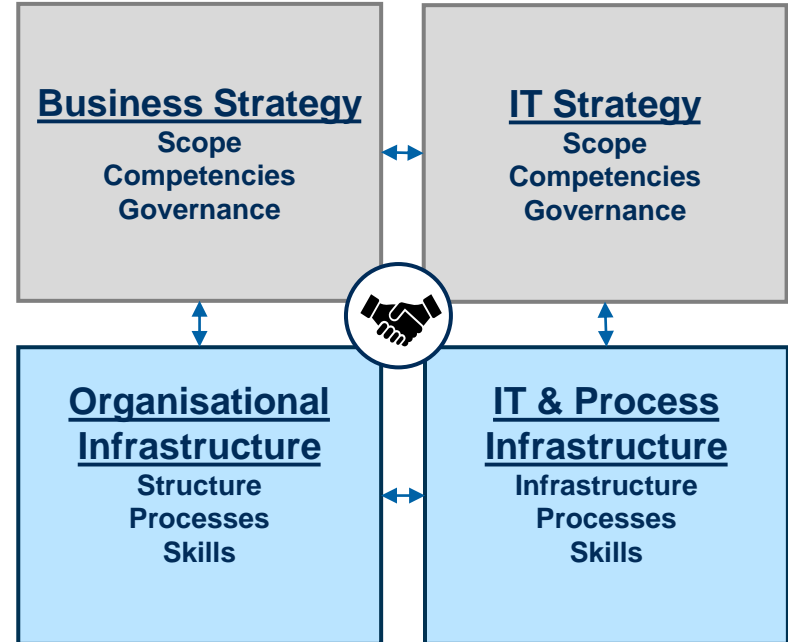 Business Strategy
Scope
Competencies
Governance
IT Strategy
Scope
Competencies
Governance
Organisational
Infrastructure
Structure
Processes
Skills
IT & Process
Infrastructure
Infrastructure
Processes
Skills